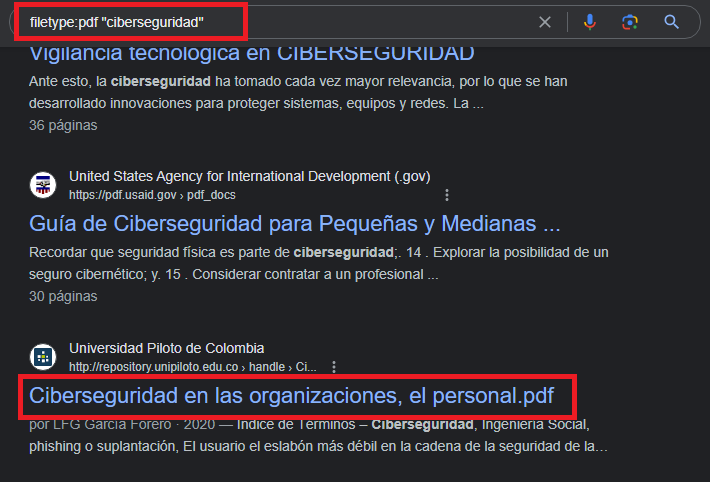 filetype:pdf "ciberseguridad"
Vigilancia tecnológica en CIBERSEGURIDAD
Ante esto, la ciberseguridad ha tomado cada vez mayor relevancia, por lo que se han
desarrollado innovaciones para proteger sistemas, equipos y redes. La ...
36 páginas
United States Agency for International Development (.gov)
https://pdf.usaid.gov › pdf_docs
Guía de Ciberseguridad para Pequeñas y Medianas ...
Recordar que seguridad física es parte de ciberseguridad;. 14 . Explorar la posibilidad de un
seguro cibernético; y. 15 . Considerar contratar a un profesional ...
30 páginas
Universidad Piloto de Colombia
http://repository.unipiloto.edu.co › handle › Ci...
Ciberseguridad en las organizaciones, el personal.pdf
por LFG García Forero · 2020 — Indice de Términos – Ciberseguridad, Ingeniería Social,
phishing o suplantación, El usuario el eslabón más débil en la cadena de la seguridad de la…